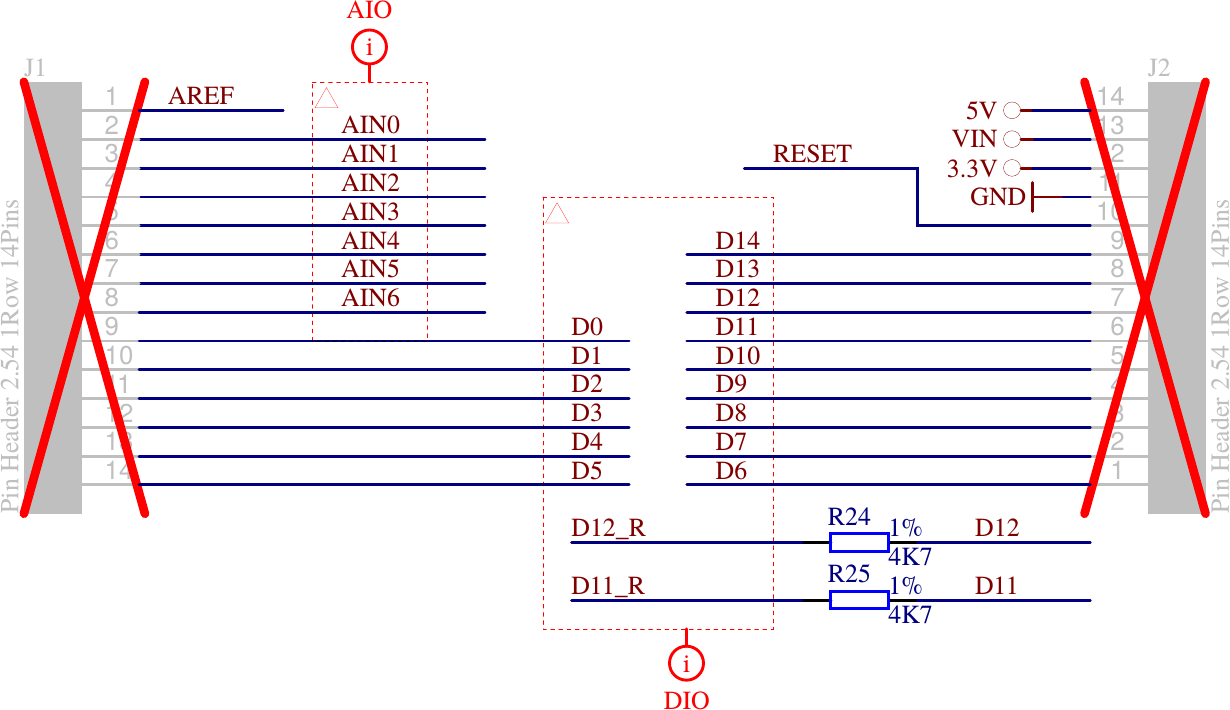 AIO
i
J1
J2
1 AREF
14
5V
2 AIN0
13
VIN
3 AIN1
RESET
12
3.3V
4 AIN2
11
GND
5 AIN3
10
6 AIN4
D14 9
7 AIN5
D13 8
8 AIN6
D12 7
9 D0
D11 6
10 D1
D10 5
11 D2
D9 4
12 D3
D8 3
13 D4
D7 2
14 D5
D6 1
Pin Header 2.54 1Row 14Pins
Pin Header 2.54 1Row 14Pins
D12_R
R24
1%
4K7
D12
D11_R
R25
1%
4K7
D11
i
DIO